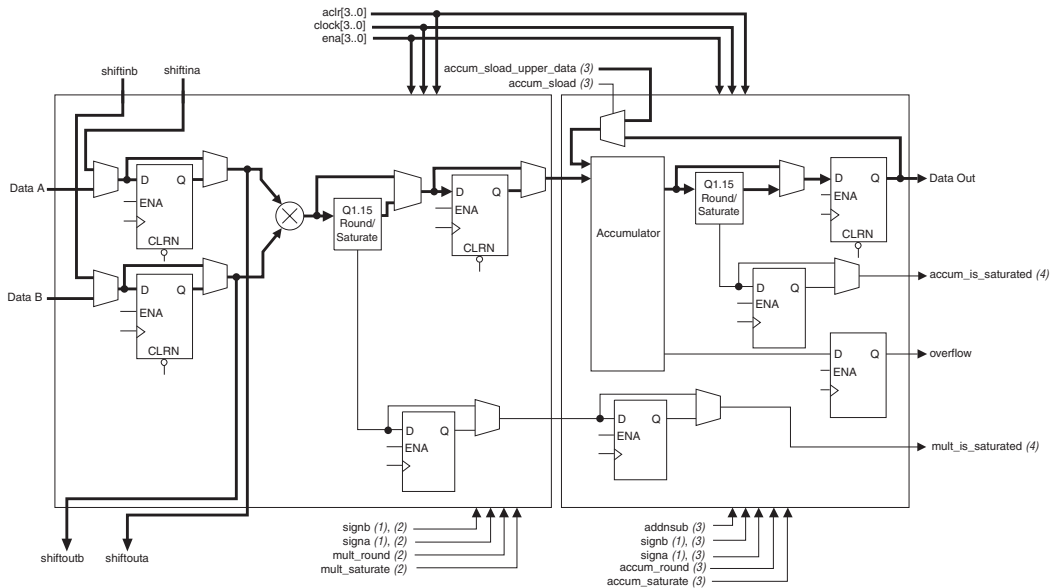 aclr[3..0]
clock[3..0]
ena[3..0]
shiftinb
shiftina
accum_sload_upper_data (3)
accum_sload (3)
Data A
D Q
ENA
CLRN
Q1.15
Round/
Saturate
D Q
ENA
CLRN
Accumulator
Q1.15
Round/
Saturate
D Q
ENA
CLRN
Data Out
Data B
D Q
ENA
CLRN
D Q
ENA
accum_is_saturated (4)
D Q
ENA
overflow
D Q
ENA
D Q
ENA
mult_is_saturated (4)
shiftoutb
shiftouta
signb (1), (2)
signa (1), (2)
mult_round (2)
mult_saturate (2)
addnsub (3)
signb (1), (3)
signa (1), (3)
accum_round (3)
accum_saturate (3)